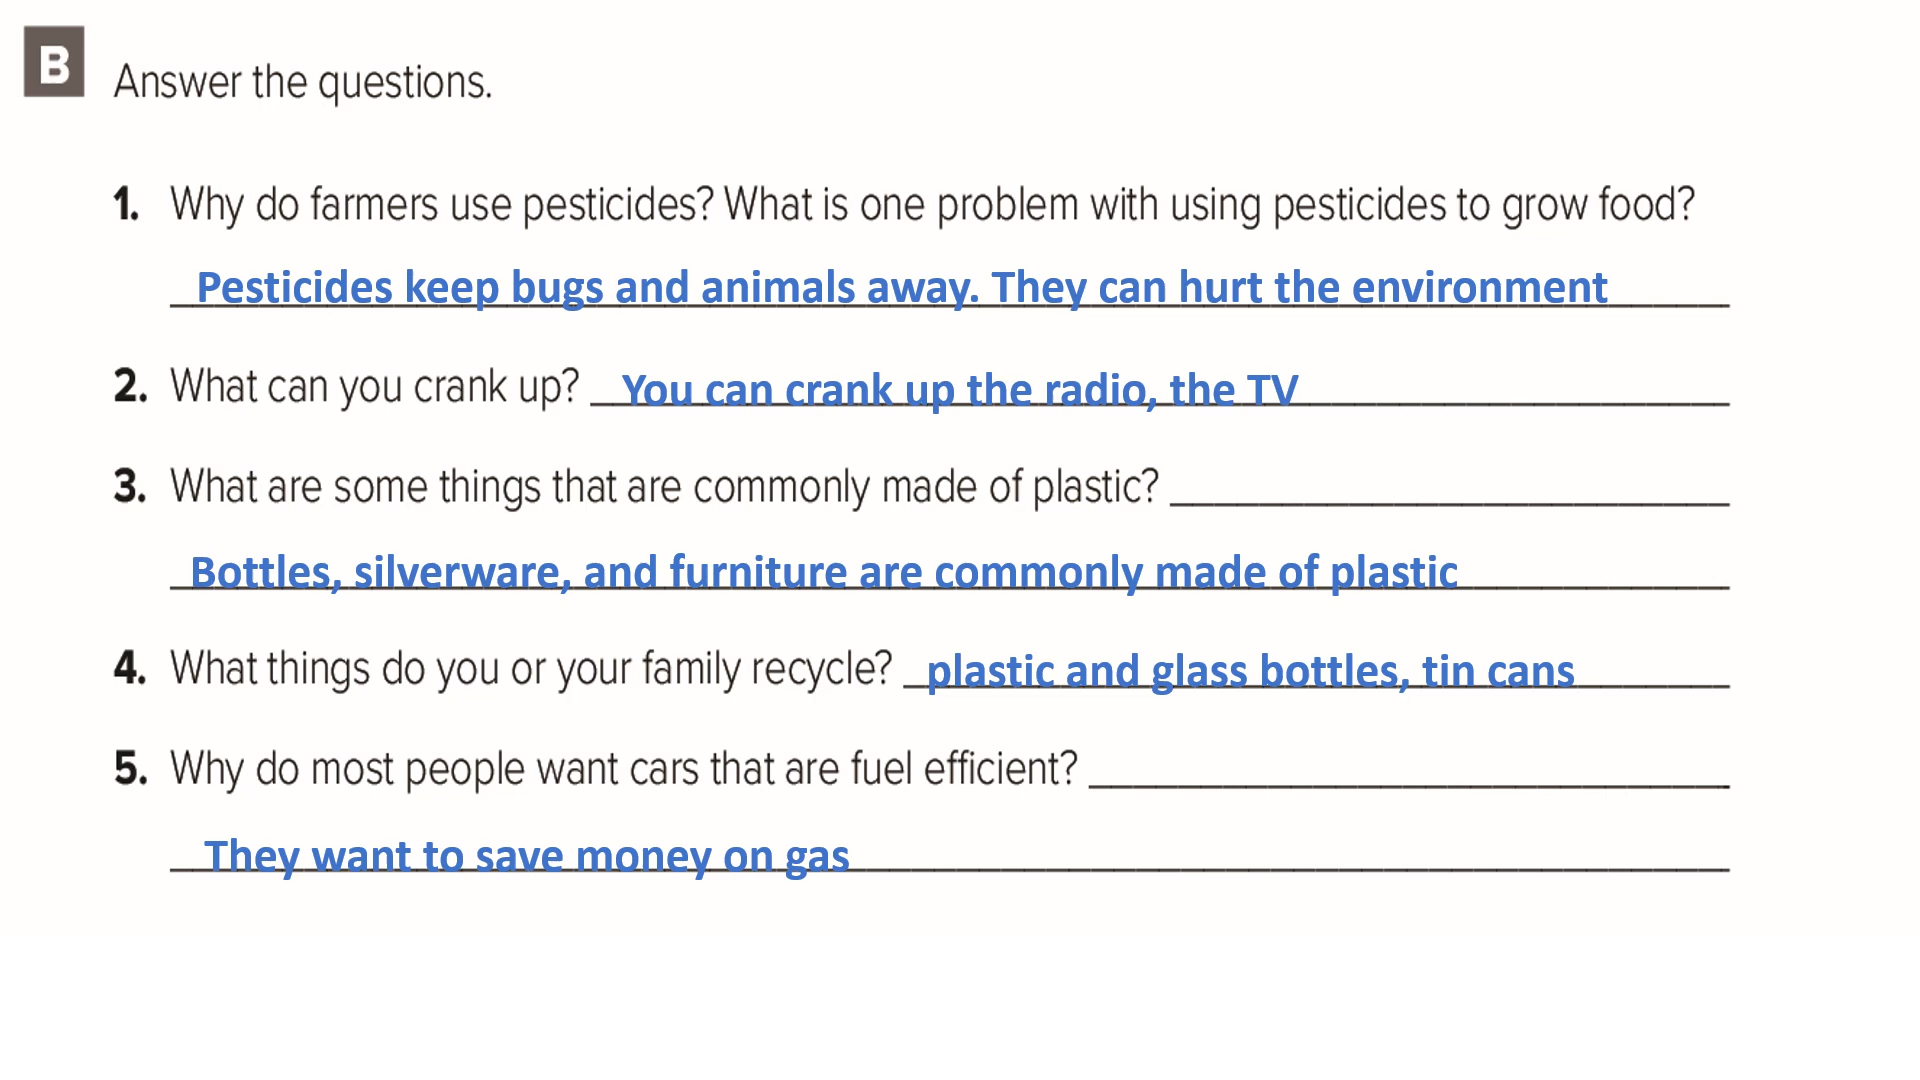 B Answer the questions.
1. Why do farmers use pesticides? What is one problem with using pesticides to grow food?
Pesticides keep bugs and animals away. They can hurt the environment
2. What can you crank up? You can crank up the radio, the TV
3. What are some things that are commonly made of plastic?
Bottles, silverware, and furniture are commonly made of plastic
4. What things do you or your family recycle? plastic and glass bottles, tin cans
5. Why do most people want cars that are fuel efficient?
They want to save money on gas